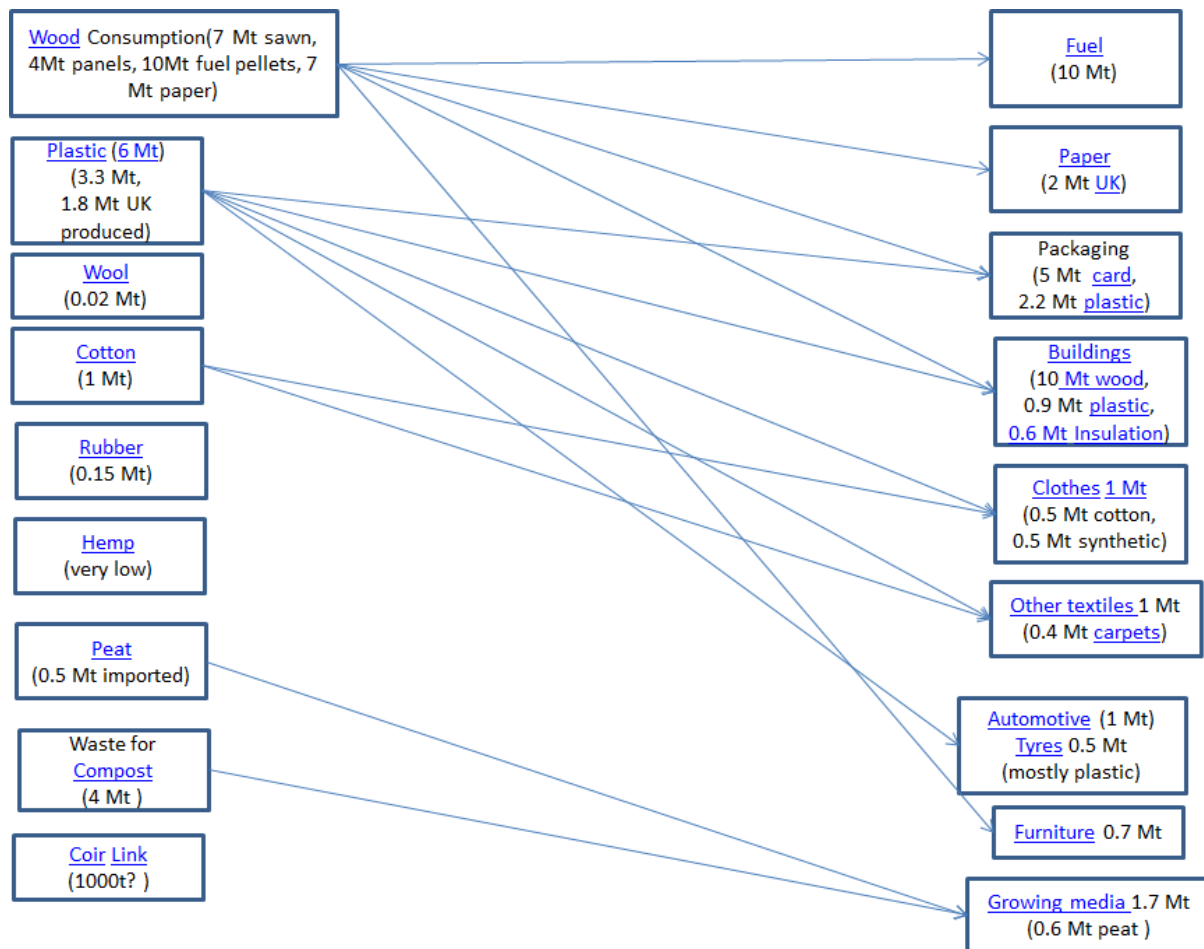 Wood Consumption(7 Mt sawn,
4Mt panels, 10Mt fuel pellets, 7
Mt paper)
Plastic (6 Mt)
(3.3 Mt,
1.8 Mt UK
produced)
Wool
(0.02 Mt)
Cotton
(1 Mt)
Rubber
(0.15 Mt)
Hemp
(very low)
Peat
(0.5 Mt imported)
Waste for
Compost
(4 Mt )
Coir Link
(1000t? )
Fuel
(10 Mt)
Paper
(2 Mt UK)
Packaging
(5 Mt card,
2.2 Mt plastic)
Buildings
(10 Mt wood,
0.9 Mt plastic,
0.6 Mt Insulation)
Clothes 1 Mt
(0.5 Mt cotton,
0.5 Mt synthetic)
Other textiles 1 Mt
(0.4 Mt carpets)
Automotive (1 Mt)
Tyres 0.5 Mt
(mostly plastic)
Furniture 0.7 Mt
Growing media 1.7 Mt
(0.6 Mt peat )